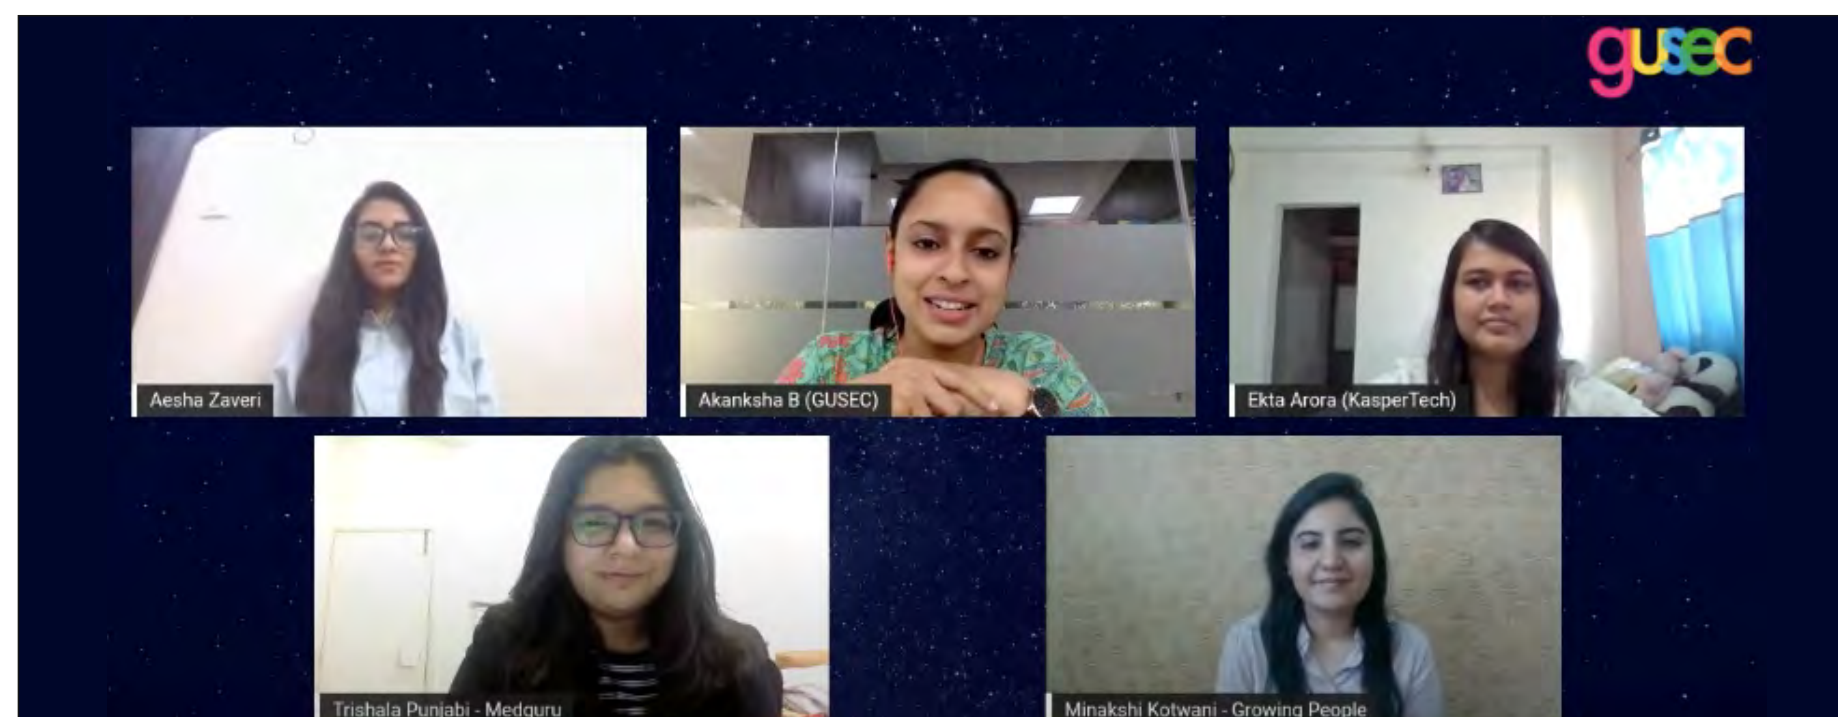 gusec
Aesha Zaveri
Akanksha B (GUSEC)
Ekta Arora (KasperTech)
Trishala Punjabi - Medguru
Minakshi Kotwani - Growing People